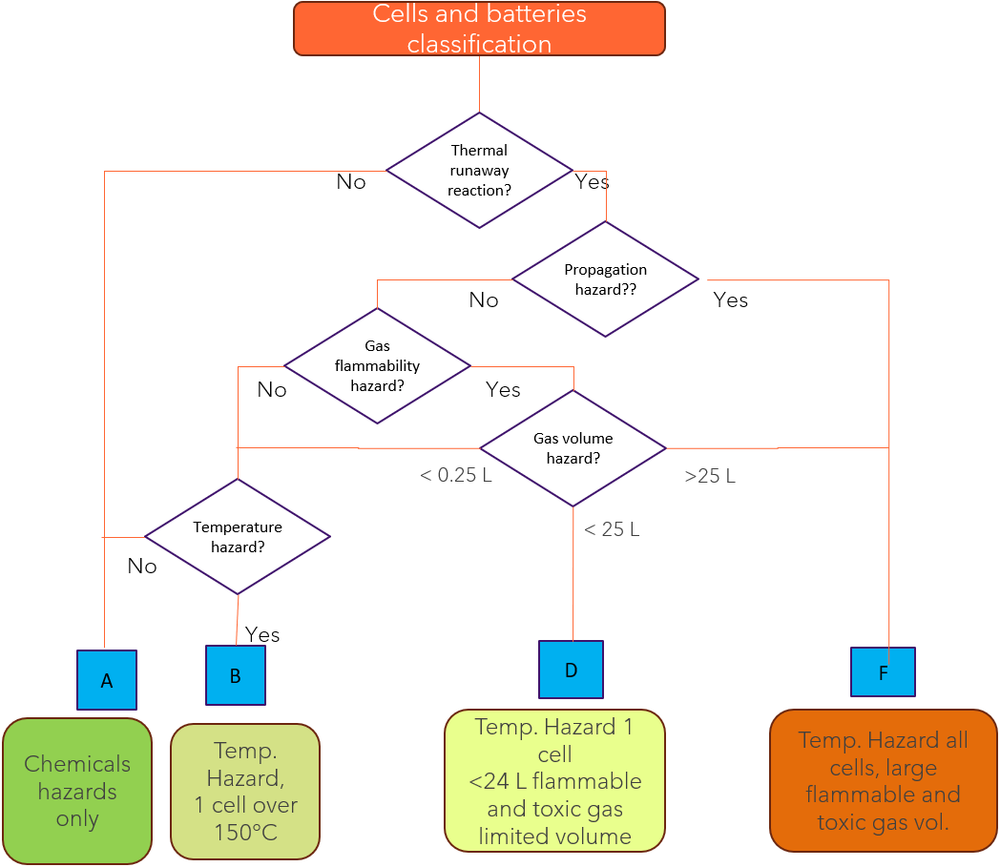 Cells and batteries
classification
Thermal
runaway
reaction?
No
Yes
Propagation
hazard??
No
Yes
Gas
flammability
hazard?
No
Yes
Gas volume
hazard?
< 0.25 L
>25 L
< 25 L
Temperature
hazard?
No
Yes
A
B
D
F
Chemicals
hazards
only
Temp.
Hazard,
1 cell over
150°C
Temp. Hazard 1
cell
<24 L flammable
and toxic gas
limited volume
Temp. Hazard all
cells, large
flammable and
toxic gas vol.